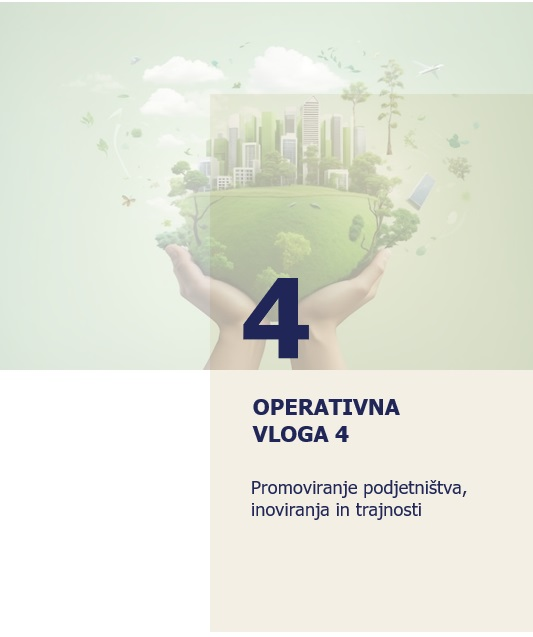 4
OPERATIVNA
VLOGA 4
Promoviranje podjetništva,
inoviranja in trajnosti